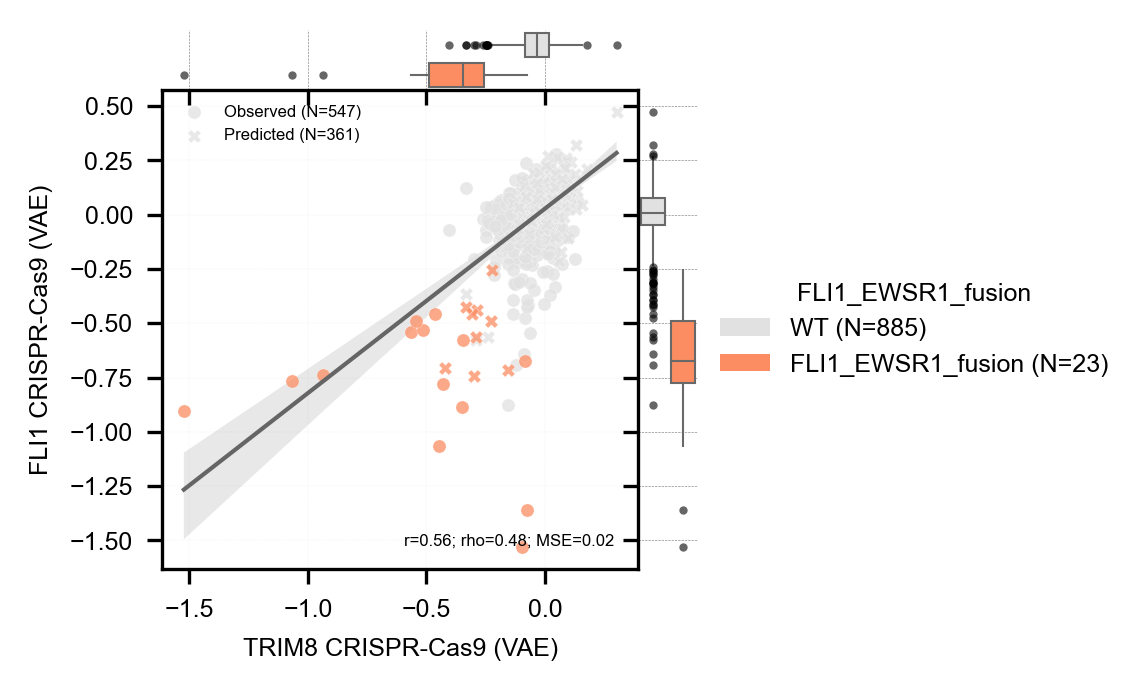 Observed (N=547)
Predicted (N=361)
0.50
0.25
0.00
−0.25
−0.50
−0.75
−1.00
−1.25
−1.50
FLI1 CRISPR-Cas9 (VAE)
r=0.56; rho=0.48; MSE=0.02
−1.5
−1.0
−0.5
0.0
TRIM8 CRISPR-Cas9 (VAE)
FLI1_EWSR1_fusion
WT (N=885)
FLI1_EWSR1_fusion (N=23)